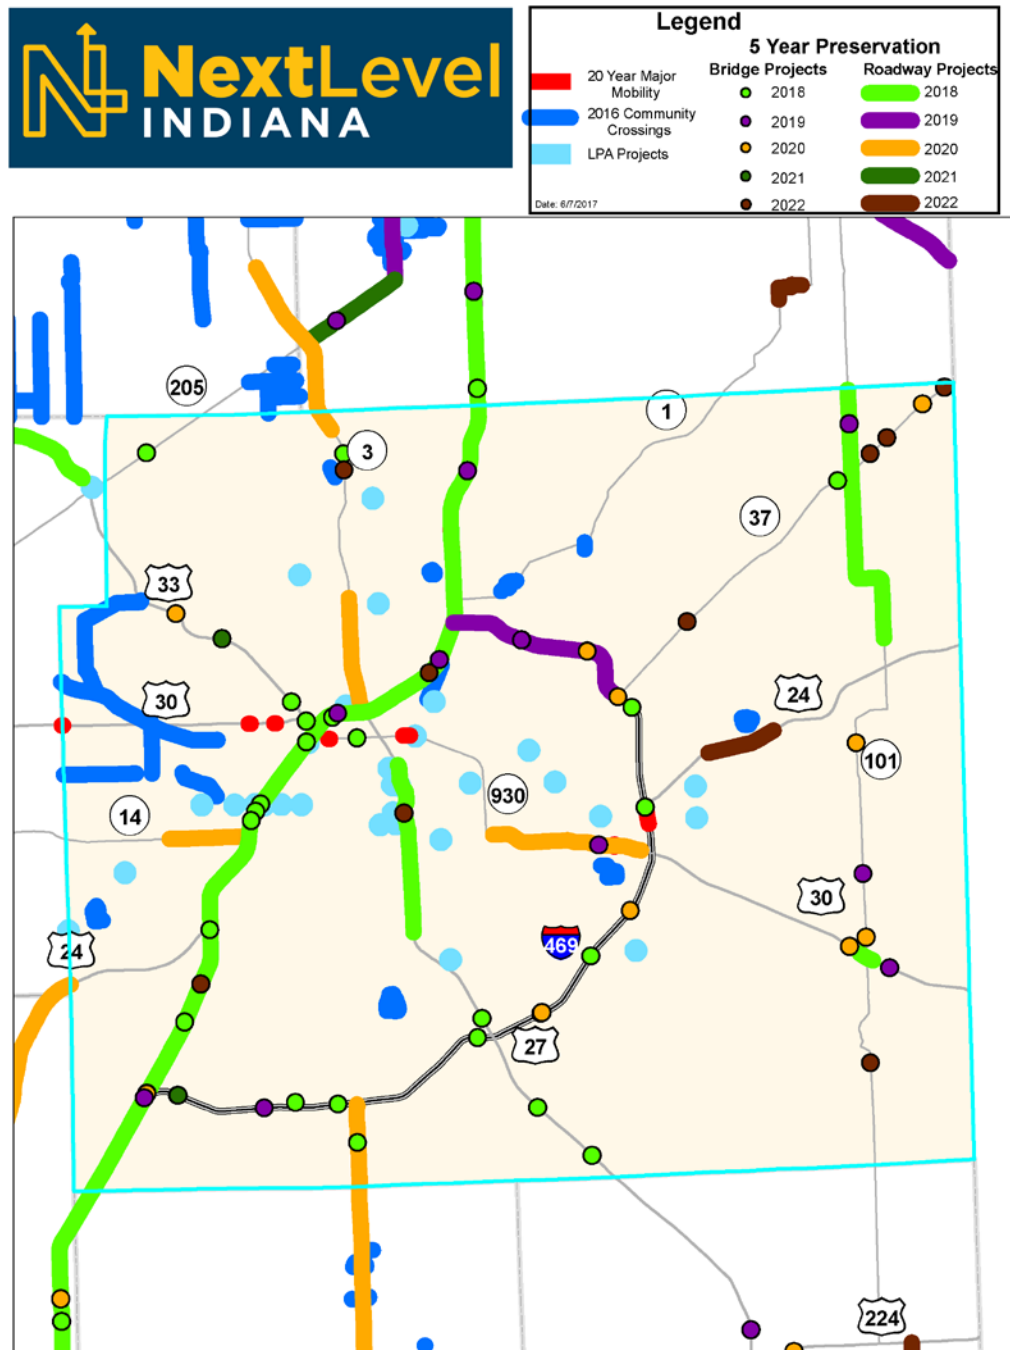 NextLevel
INDIANA
Legend
5 Year Preservation
Bridge Projects
Roadway Projects
20 Year Major
Mobility
2016 Community
Crossings
LPA Projects
2018
2019
2020
2021
2022
2018
2019
2020
2021
2022
Date: 6/7/2017
205
1
3
37
33
30
24
101
930
14
30
24
469
27
224